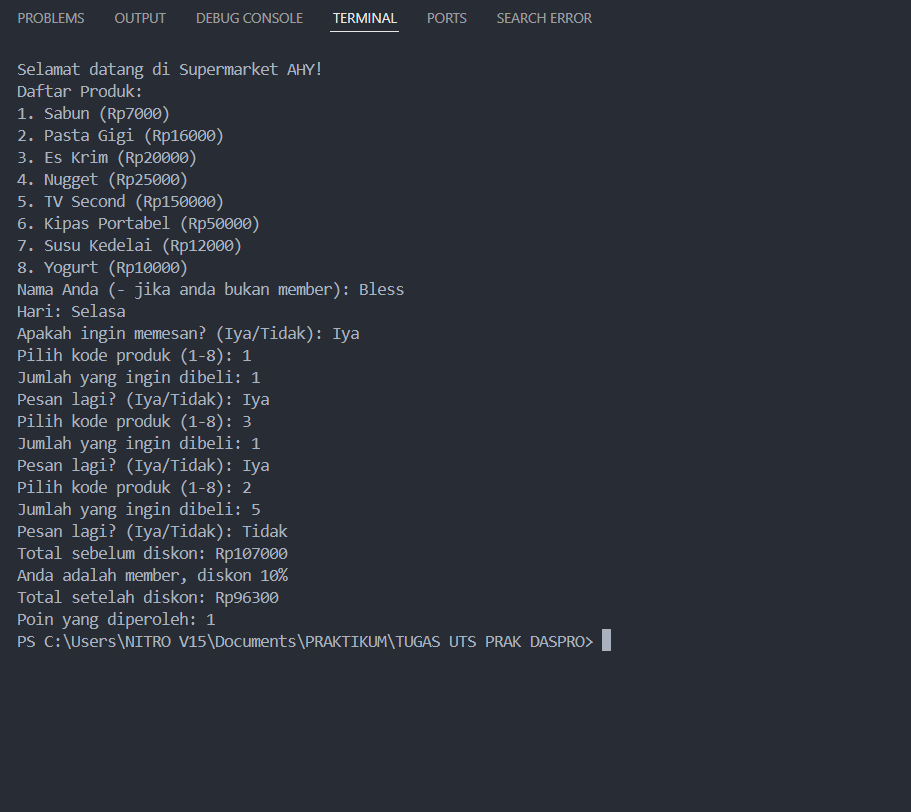 PROBLEMS OUTPUT DEBUG CONSOLE TERMINAL PORTS SEARCH ERROR
Selamat datang di Supermarket AHY!
Daftar Produk:
1. Sabun (Rp7000)
2. Pasta Gigi (Rp16000)
3. Es Krim (Rp20000)
4. Nugget (Rp25000)
5. TV Second (Rp150000)
6. Kipas Portabel (Rp50000)
7. Susu Kedelai (Rp12000)
8. Yogurt (Rp10000)
Nama Anda (- jika anda bukan member): Bless
Hari: Selasa
Apakah ingin memesan? (Iya/Tidak): Iya
Pilih kode produk (1-8): 1
Jumlah yang ingin dibeli: 1
Pesan lagi? (Iya/Tidak): Iya
Pilih kode produk (1-8): 3
Jumlah yang ingin dibeli: 1
Pesan lagi? (Iya/Tidak): Iya
Pilih kode produk (1-8): 2
Jumlah yang ingin dibeli: 5
Pesan lagi? (Iya/Tidak): Tidak
Total sebelum diskon: Rp107000
Anda adalah member, diskon 10%
Total setelah diskon: Rp96300
Poin yang diperoleh: 1
PS C:\Users\NITRO V15\Documents\PRAKTIKUM\TUGAS UTS PRAK DASPRO>